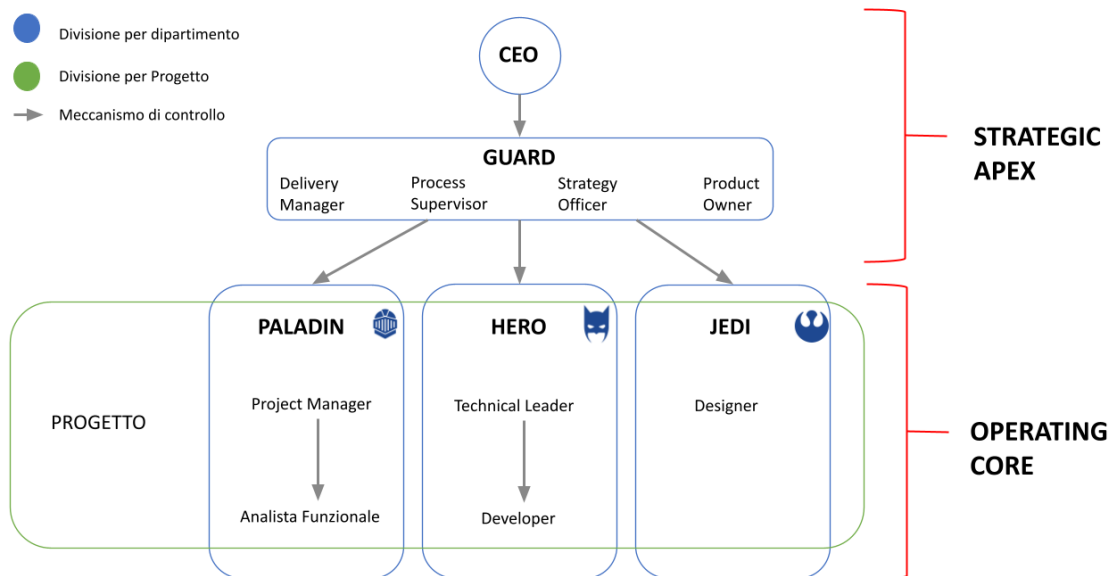 Divisione per dipartimento
Divisione per Progetto
Meccanismo di controllo
CEO
GUARD
Delivery
Manager
Process
Supervisor
Strategy
Officer
Product
Owner
STRATEGIC
APEX
PALADIN
HERO
JEDI
PROGETTO
Project Manager
Technical Leader
Designer
Analista Funzionale
Developer
OPERATING
CORE